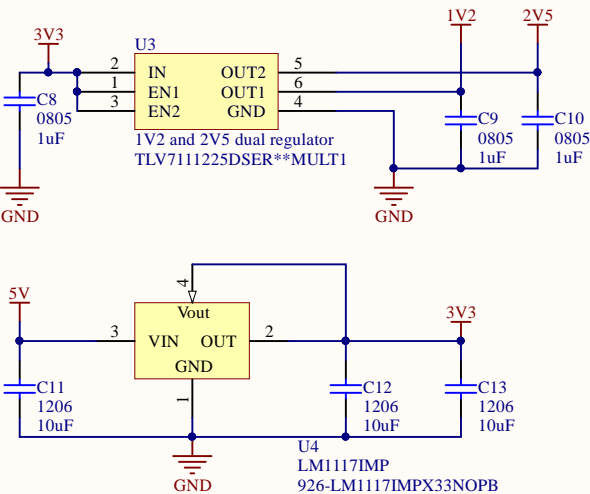 1V2 2V5
3V3
U3
2 IN OUT2 5
1 EN1 OUT1 6
3 EN2 GND 4
C8
0805
1uF
C9
0805
1uF
C10
0805
1uF
1V2 and 2V5 dual regulator
TLV7111225DSER**MULT1
GND
GND
4
5V
3V3
Vout
3 VIN OUT 2
GND
1
C11
1206
10uF
C12
1206
10uF
C13
1206
10uF
U4
LM1117IMP
926-LM1117IMPX33NOPB
GND